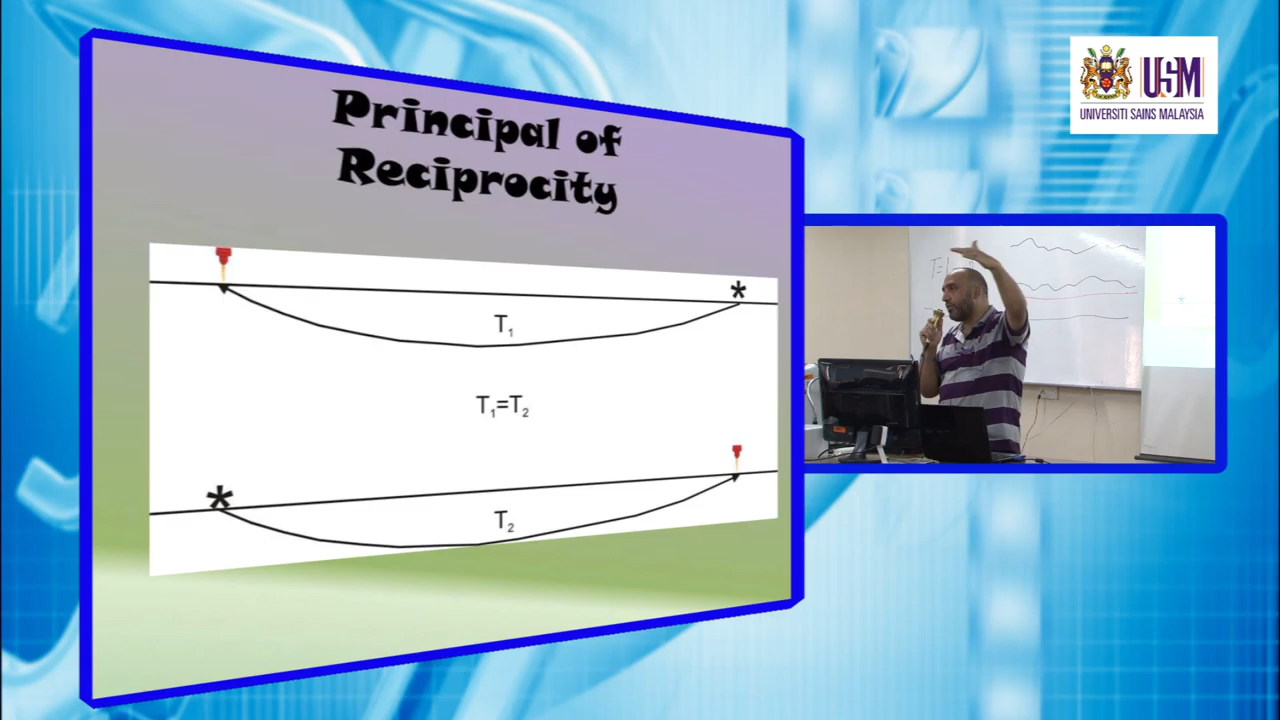 Principal of
Reciprocity
*
T₁
T₁=T₂
*
T₂
USM
UNIVERSITI SAINS MALAYSIA